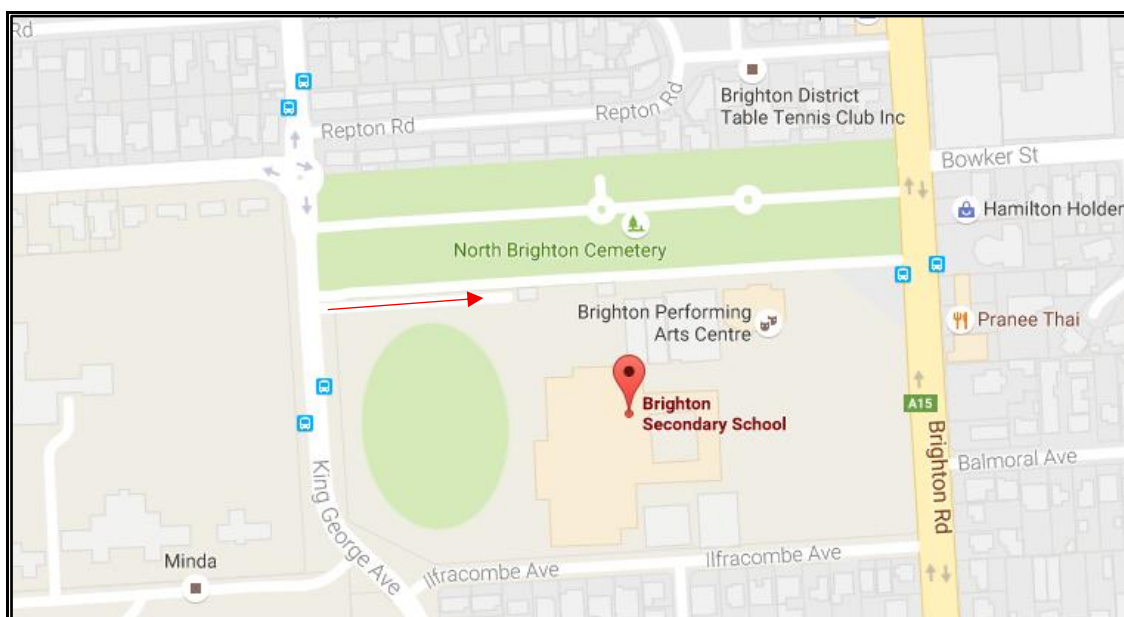 Rd
Brighton District
Table Tennis Club Inc
Repton Rd
Repton Rd
Bowker St
Hamilton Holder
North Brighton Cemetery
Brighton Performing
Arts Centre
Pranee Thai
Brighton
Secondary School
A15
Brighton Rd
Balmoral Ave
King George Ave
Minda
Ilfracombe Ave
Ilfracombe Ave